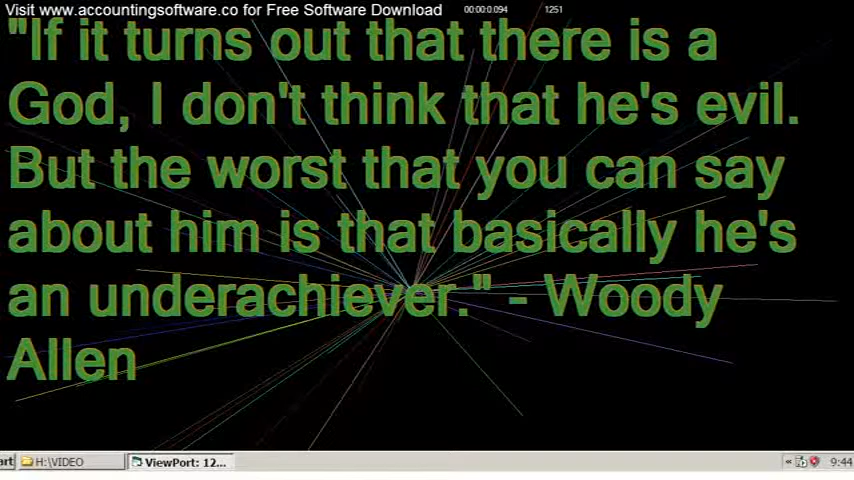 Visit www.accountingsoftware.co for Free Software Download 00:00:0.094 1251
"If it turns out that there is a
God, I don't think that he's evil.
But the worst that you can say
about him is that basically he's
an underachiever." - Woody
Allen
art H:\VIDEO ViewPort: 12... « 9:44